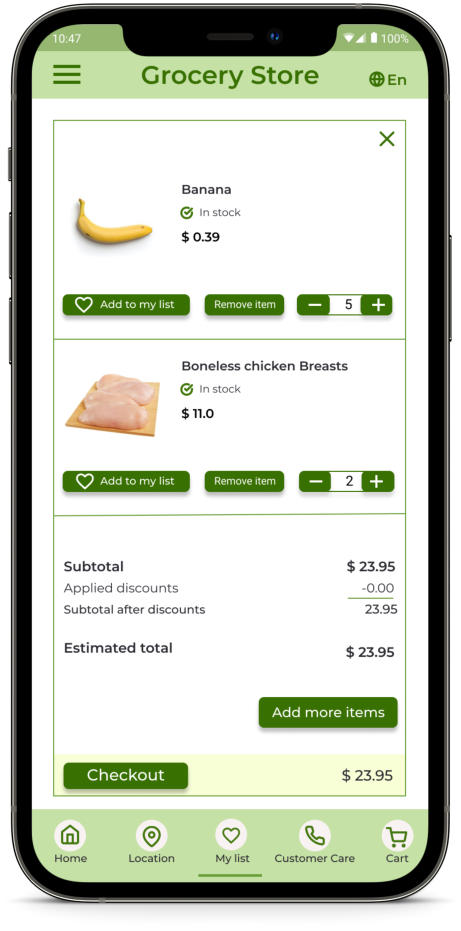 10:47 100%
Grocery Store En
Banana
In stock
$ 0.39
Add to my list Remove item 5
Boneless chicken Breasts
In stock
$ 11.0
Add to my list Remove item 2
Subtotal $ 23.95
Applied discounts -0.00
Subtotal after discounts 23.95
Estimated total $ 23.95
Add more items
Checkout $ 23.95
Home Location My list Customer Care Cart